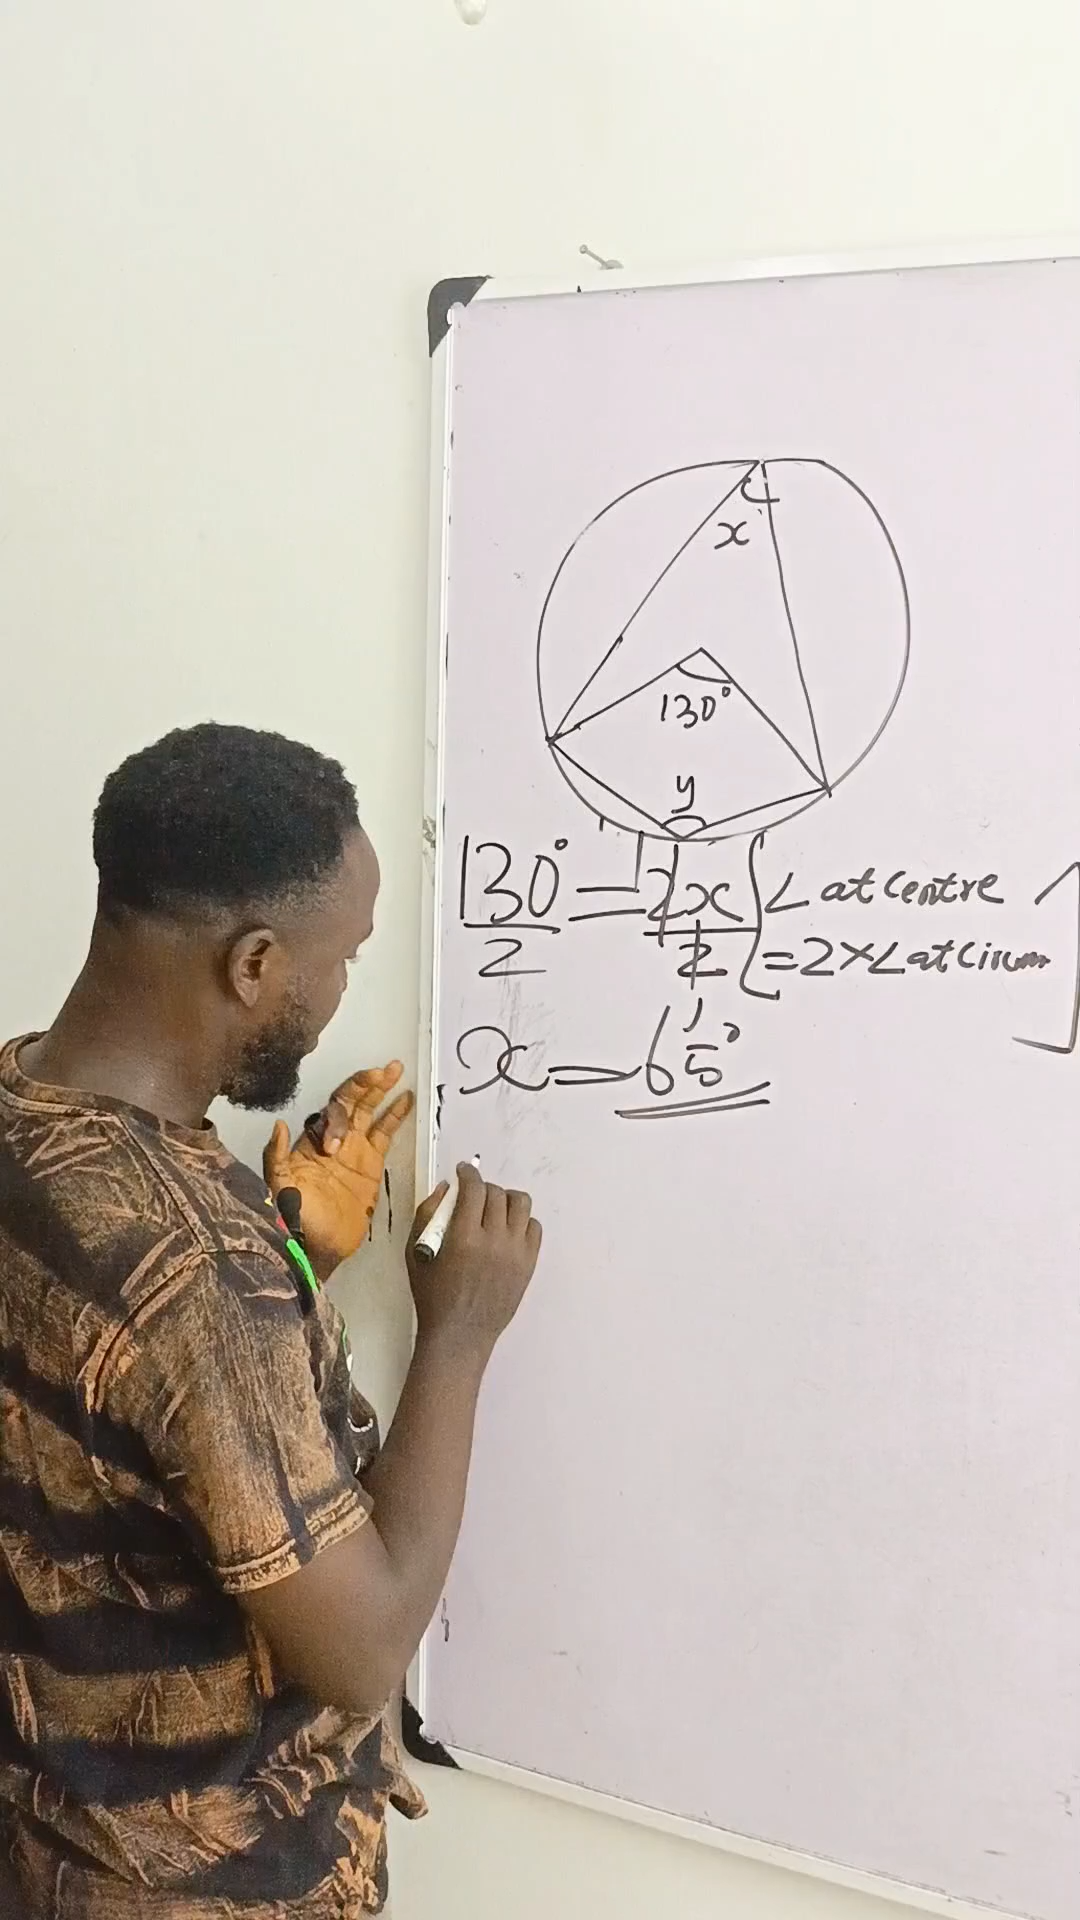 x
130°
y
130° = 2x [∠ at centre
2 2 = 2×∠ at Circum]
x = 65°